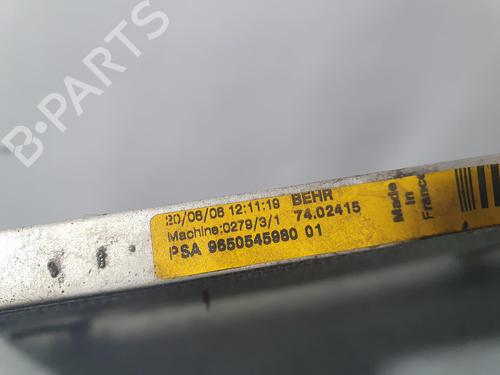 B-PARTS
20/06/06 12:11:19 BEHR
Machine:0279/3/1 74.02415
PSA 9650545980 01
Made
in
France